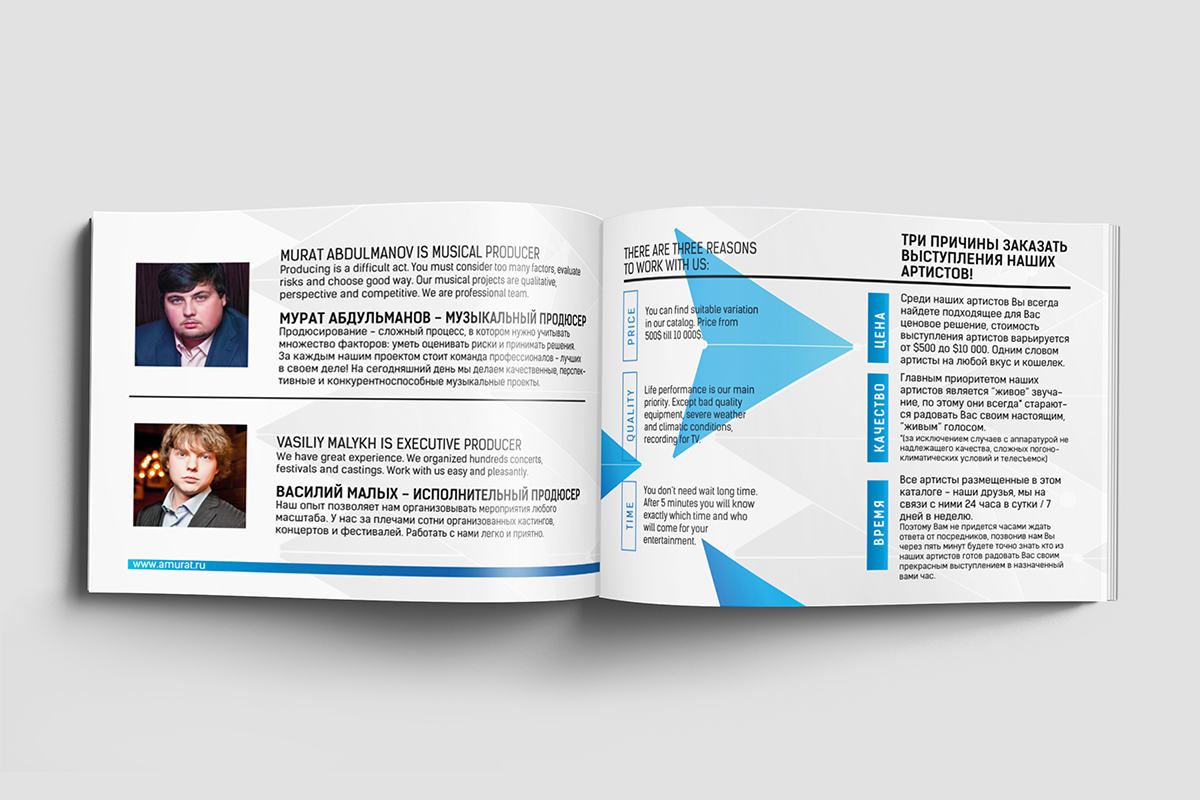 MURAT ABDULMANOV IS MUSICAL PRODUCER
Producing is a difficult act. You must consider too many factors, evaluate
risks and choose good way. Our musical projects are qualitative,
perspective and competitive. We are professional team.
МУРАТ АБДУЛЬМАНОВ – МУЗЫКАЛЬНЫЙ ПРОДЮСЕР
Продюсирование – сложный процесс, в котором нужно учитывать
множество факторов: уметь оценивать риски и принимать решения.
За каждым нашим проектом стоит команда профессионалов – лучших
в своем деле! На сегодняшний день мы делаем качественные, перспек-
тивные и конкурентноспособные музыкальные проекты.
VASILIY MALYKH IS EXECUTIVE PRODUCER
We have great experience. We organized hundreds concerts,
festivals and castings. Work with us easy and pleasantly.
ВАСИЛИЙ МАЛЫХ – ИСПОЛНИТЕЛЬНЫЙ ПРОДЮСЕР
Наш опыт позволяет нам организовывать мероприятия любого
масштаба. У нас за плечами сотни организованных кастингов,
концертов и фестивалей. Работать с нами легко и приятно.
www.amurat.ru
THERE ARE THREE REASONS
TO WORK WITH US:
PRICE
You can find suitable variation
in our catalog. Price from
500$ till 10 000$.
QUALITY
Life performance is our main
priority. Except bad quality
equipment, severe weather
and climatic conditions,
recording for TV.
TIME
You don't need wait long time.
After 5 minutes you will know
exactly which time and who
will come for your
entertainment.
ТРИ ПРИЧИНЫ ЗАКАЗАТЬ
ВЫСТУПЛЕНИЯ НАШИХ
АРТИСТОВ!
ЦЕНА
Среди наших артистов Вы всегда
найдете подходящее для Вас
ценовое решение, стоимость
выступления артистов варьируется
от $500 до $10 000. Одним словом
артисты на любой вкус и кошелек.
КАЧЕСТВО
Главным приоритетом наших
артистов является "живое" звуча-
ние, по этому они всегда* старают-
ся радовать Вас своим настоящим,
"живым" голосом.
*(за исключением случаев с аппаратурой не
надлежащего качества, сложных погоно-
климатических условий и телесъемок)
ВРЕМЯ
Все артисты размещенные в этом
каталоге – наши друзья, мы на
связи с ними 24 часа в сутки / 7
дней в неделю.
Поэтому Вам не придется часами ждать
ответа от посредников, позвонив нам Вы
через пять минут будете точно знать кто из
наших артистов готов радовать Вас своим
прекрасным выступлением в назначенный
вами час.